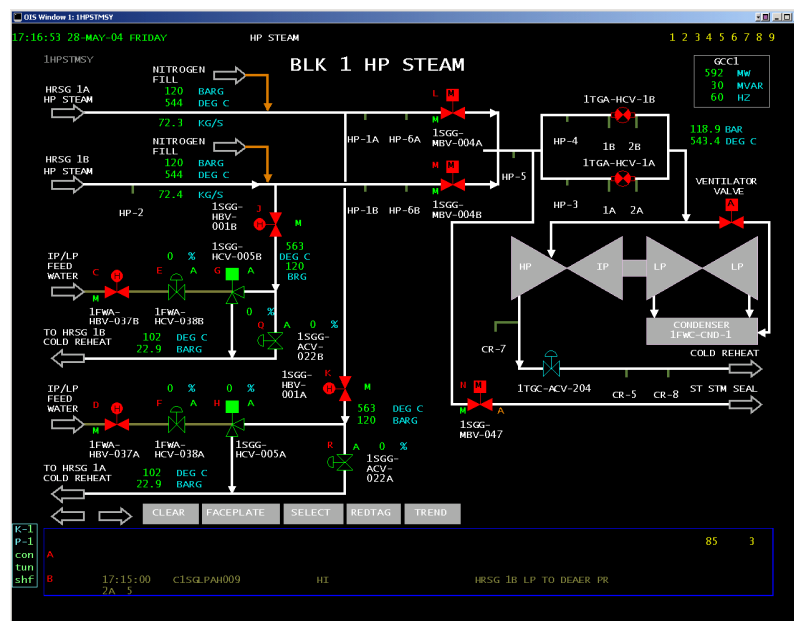 OIS Window 1: 1HPSTMSY
17:16:53 28-MAY-04 FRIDAY HP STEAM 1 2 3 4 5 6 7 8 9
1HPSTMSY
BLK 1 HP STEAM
GCC1
592 MW
30 MVAR
60 HZ
NITROGEN
FILL
HRSG 1A
HP STEAM
120 BARG
544 DEG C
72.3 KG/S
L M
HP-1A HP-6A
1SGG-
MBV-004A
1TGA-HCV-1B
M
HP-4 1B 2B
118.9 BAR
543.4 DEG C
NITROGEN
FILL
HRSG 1B
HP STEAM
120 BARG
544 DEG C
72.4 KG/S
HP-2
M M
HP-1B HP-6B
1SGG-
MBV-004B
HP-5
1TGA-HCV-1A
M
HP-3 1A 2A
VENTILATOR
VALVE
A
1SGG-
HBV-
001B
J H M
1SGG-
HCV-005B
563
DEG C
120
BRG
HP IP LP LP
CONDENSER
1FWC-CND-1
IP/LP
FEED
WATER
0 %
C H E A G A
M
1FWA-
HBV-037B
1FWA-
HCV-038B
0 %
Q A 0 %
1SGG-
ACV-
022B
TO HRSG 1B
COLD REHEAT
102 DEG C
22.9 BARG
CR-7
COLD REHEAT
1TGC-ACV-204
CR-5 CR-8
ST STM SEAL
N M
M A
1SGG-
MBV-047
1SGG-
HBV-
001A
K H M
563 DEG C
120 BARG
IP/LP
FEED
WATER
0 % 0 %
D H F A H A
M
1FWA-
HBV-037A
1FWA-
HCV-038A
1SGG-
HCV-005A
R A 0 %
1SGG-
ACV-
022A
TO HRSG 1A
COLD REHEAT
102 DEG C
22.9 BARG
CLEAR FACEPLATE SELECT REDTAG TREND
K-1
P-1
con
tun
shf
85 3
A
B 17:15:00 C1SGLPAH009 HI HRSG 1B LP TO DEAER PR
2A 5